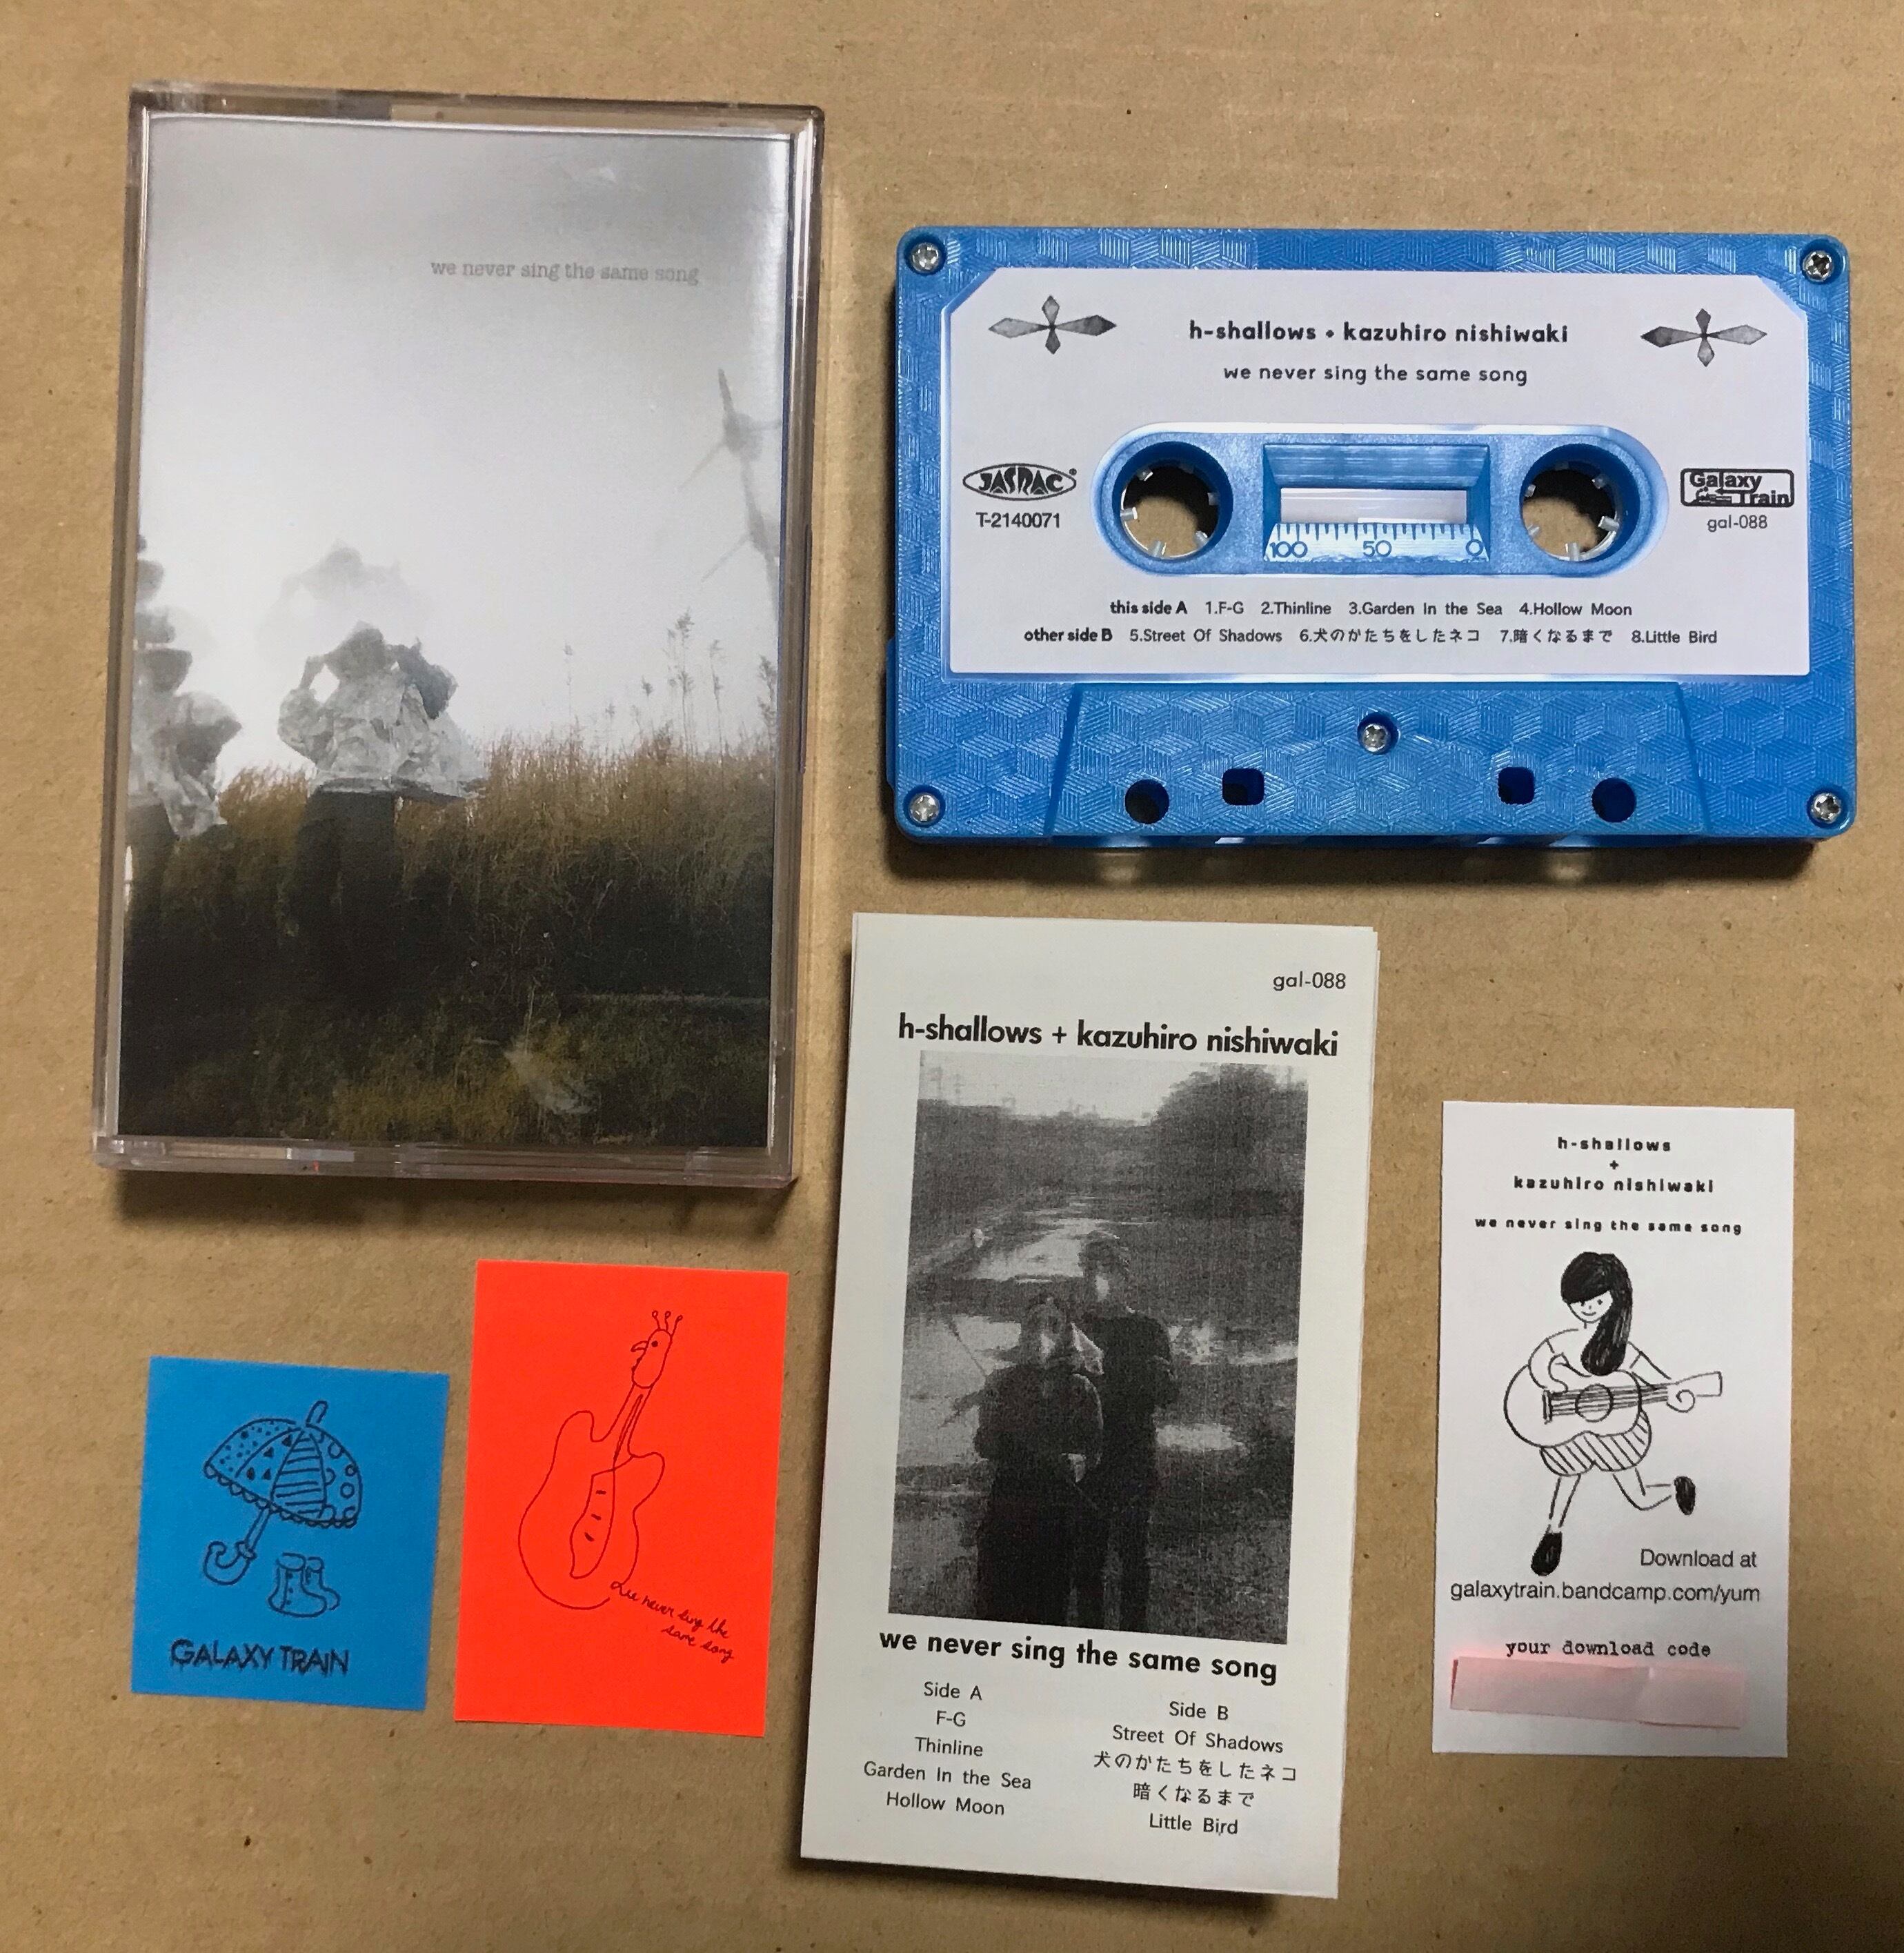 we never sing the same song
h-shallows + kazuhiro nishiwaki
we never sing the same song
JASRAC®
T-2140071
Galaxy
Train
gal-088
100 50 0
this side A 1.F-G 2.Thinline 3.Garden In the Sea 4.Hollow Moon
other side B 5.Street Of Shadows 6.犬のかたちをしたネコ 7.暗くなるまで 8.Little Bird
gal-088
h-shallows + kazuhiro nishiwaki
we never sing the same song
Side A
F-G
Thinline
Garden In the Sea
Hollow Moon
Side B
Street Of Shadows
犬のかたちをしたネコ
暗くなるまで
Little Bird
h-shallows
+
kazuhiro nishiwaki
we never sing the same song
Download at
galaxytrain.bandcamp.com/yum
your download code
GALAXY TRAIN
we never sing the
same song